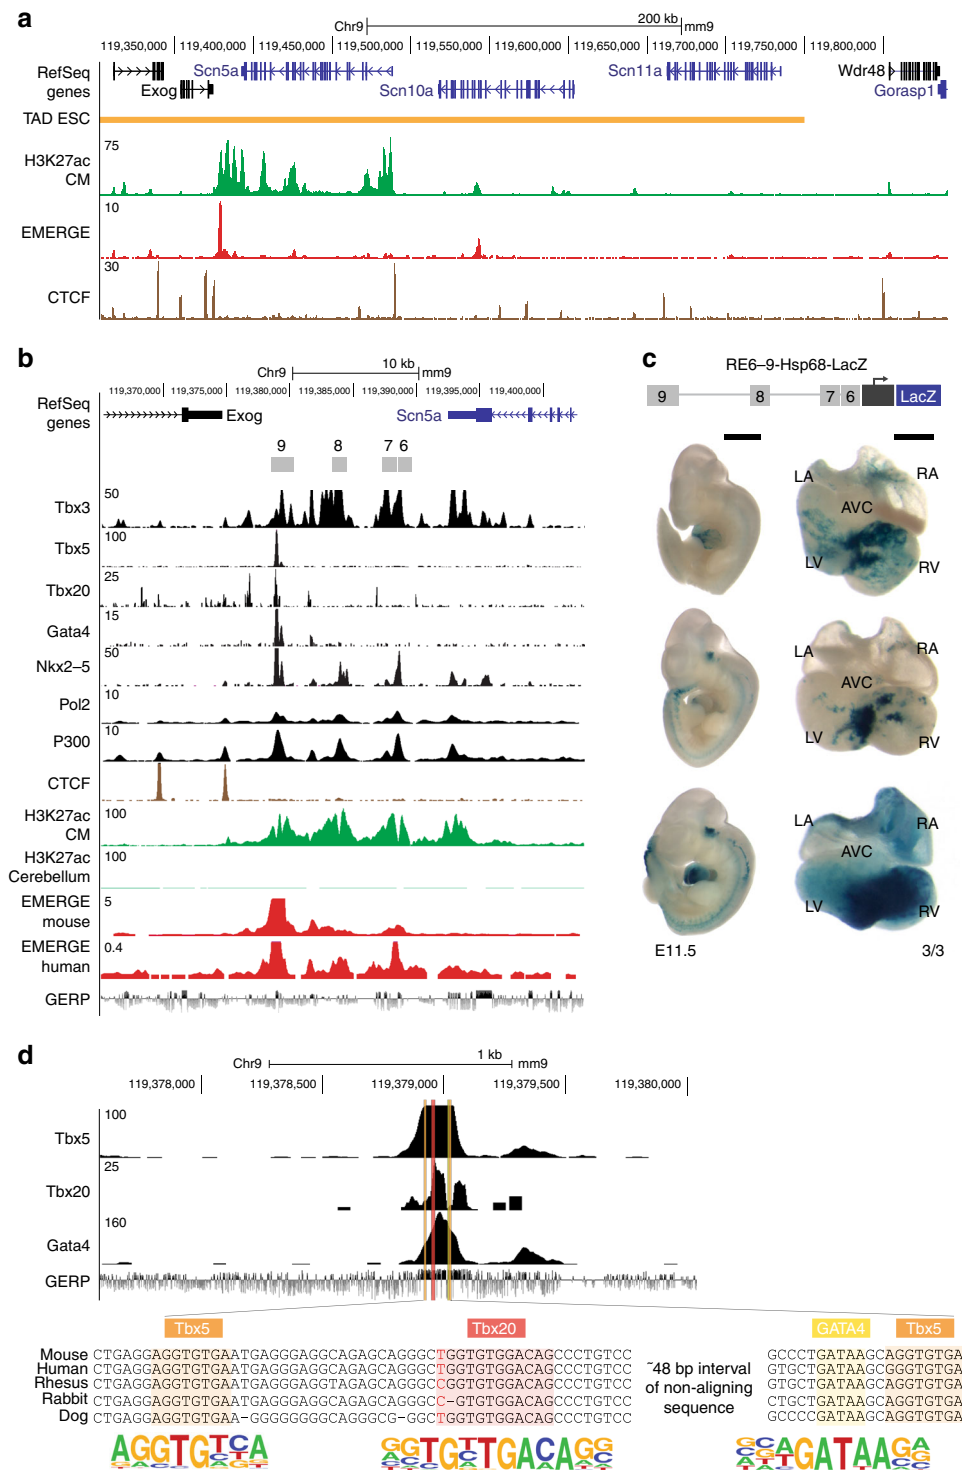 a
Chr9 200 kb mm9
119,350,000 119,400,000 119,450,000 119,500,000 119,550,000 119,600,000 119,650,000 119,700,000 119,750,000 119,800,000
RefSeq genes
Exog
Scn5a
Scn10a
Scn11a
Wdr48
Gorasp1
TAD ESC
H3K27ac CM
75
EMERGE
10
CTCF
30
b
Chr9 10 kb mm9
119,370,000 119,375,000 119,380,000 119,385,000 119,390,000 119,395,000 119,400,000
RefSeq genes
Exog
Scn5a
9 8 7 6
Tbx3
50
Tbx5
100
Tbx20
25
Gata4
15
Nkx2–5
50
Pol2
10
P300
10
CTCF
H3K27ac CM
100
H3K27ac Cerebellum
100
EMERGE mouse
5
EMERGE human
0.4
GERP
c
RE6–9-Hsp68-LacZ
9 8 7 6 LacZ
LA RA
AVC
LV RV
LA RA
AVC
LV RV
LA RA
AVC
LV RV
E11.5 3/3
d
Chr9 1 kb mm9
119,378,000 119,378,500 119,379,000 119,379,500 119,380,000
Tbx5
100
Tbx20
25
Gata4
160
GERP
Tbx5 Tbx20 GATA4 Tbx5
Mouse CTGAGGAGGTGTGAATGAGGGAGGCAGAGCAGGGCTGGTGTGGACAGCCCTGTCC GCCCTGATAAGCAGGTGTGA
Human CTGAGGAGGTGTGAATGAGGGAGGCAGAGCAGGGCTGGTGTGGACAGCCCTGTCC GTGCTGATAAGCGGGTGTGA
Rhesus CTGAGGAGGTGTGAATGAGGGAGGTAGAGCAGGGCCGGTGTGGACAGCCCTGTCC GTGCTGATAAGCAGGTGTGA
Rabbit CTGAGGAGGTGTGAATGAGGGAGGCAGAGCAGGGCC-GTGTGGACAGCCCTGTCC GTGCTGATAAGCAGGTGTGA
Dog CTGAGGAGGTGTGAA-GGGGGGGCAGGGCG-GGCTGGTGTGGACAGCCCTGTCC GCCCCGATAAGCAGGTGTGA
~48 bp interval
of non-aligning
sequence